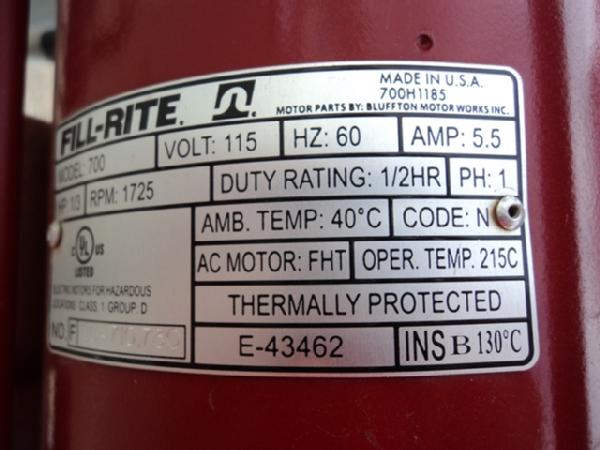 MADE IN U.S.A.
700H1185
FILL-RITE.
MOTOR PARTS BY: BLUFFTON MOTOR WORKS INC.
MODEL: 700 VOLT: 115 HZ: 60 AMP: 5.5
HP: 1/3 RPM: 1725 DUTY RATING: 1/2HR PH: 1
AMB. TEMP: 40°C CODE: N
C UL US
LISTED
AC MOTOR: FHT OPER. TEMP. 215C
ELECTRIC MOTORS FOR HAZARDOUS
LOCATIONS CLASS: 1 GROUP: D
THERMALLY PROTECTED
NO. F
E-43462 INS B 130°C